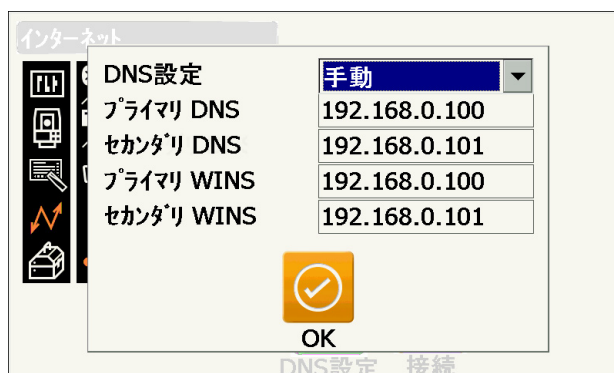 インターネット
DNS設定 手動
ﾌﾟライマリ DNS 192.168.0.100
ｾｶﾝﾀﾞﾘ DNS 192.168.0.101
ﾌﾟライマリ WINS 192.168.0.100
ｾｶﾝﾀﾞﾘ WINS 192.168.0.101
OK
DNS設定 接続